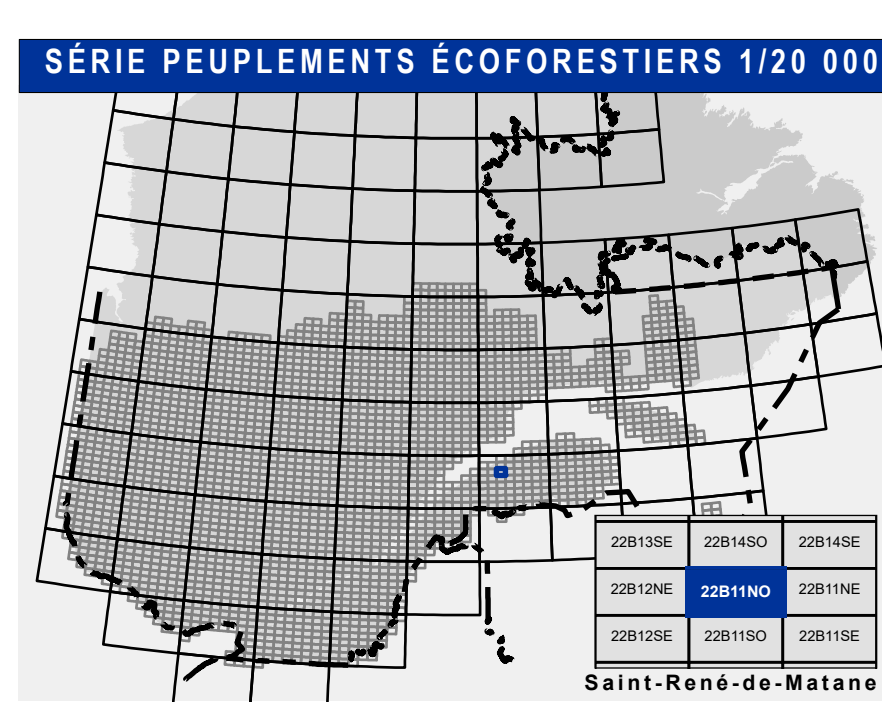 SÉRIE PEUPLEMENTS ÉCOFORESTIERS 1/20 000
22B13SE 22B14SO 22B14SE
22B12NE 22B11NO 22B11NE
22B12SE 22B11SO 22B11SE
Saint-René-de-Matane